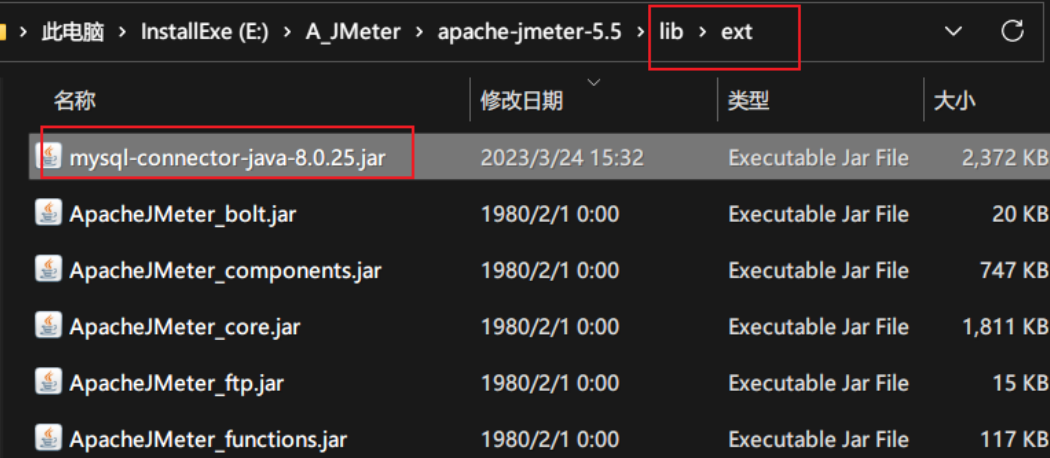 此电脑 › InstallExe (E:) › A_JMeter › apache-jmeter-5.5 › lib › ext
名称 修改日期 类型 大小
mysql-connector-java-8.0.25.jar 2023/3/24 15:32 Executable Jar File 2,372 KB
ApacheJMeter_bolt.jar 1980/2/1 0:00 Executable Jar File 20 KB
ApacheJMeter_components.jar 1980/2/1 0:00 Executable Jar File 747 KB
ApacheJMeter_core.jar 1980/2/1 0:00 Executable Jar File 1,811 KB
ApacheJMeter_ftp.jar 1980/2/1 0:00 Executable Jar File 15 KB
ApacheJMeter_functions.jar 1980/2/1 0:00 Executable Jar File 117 KB